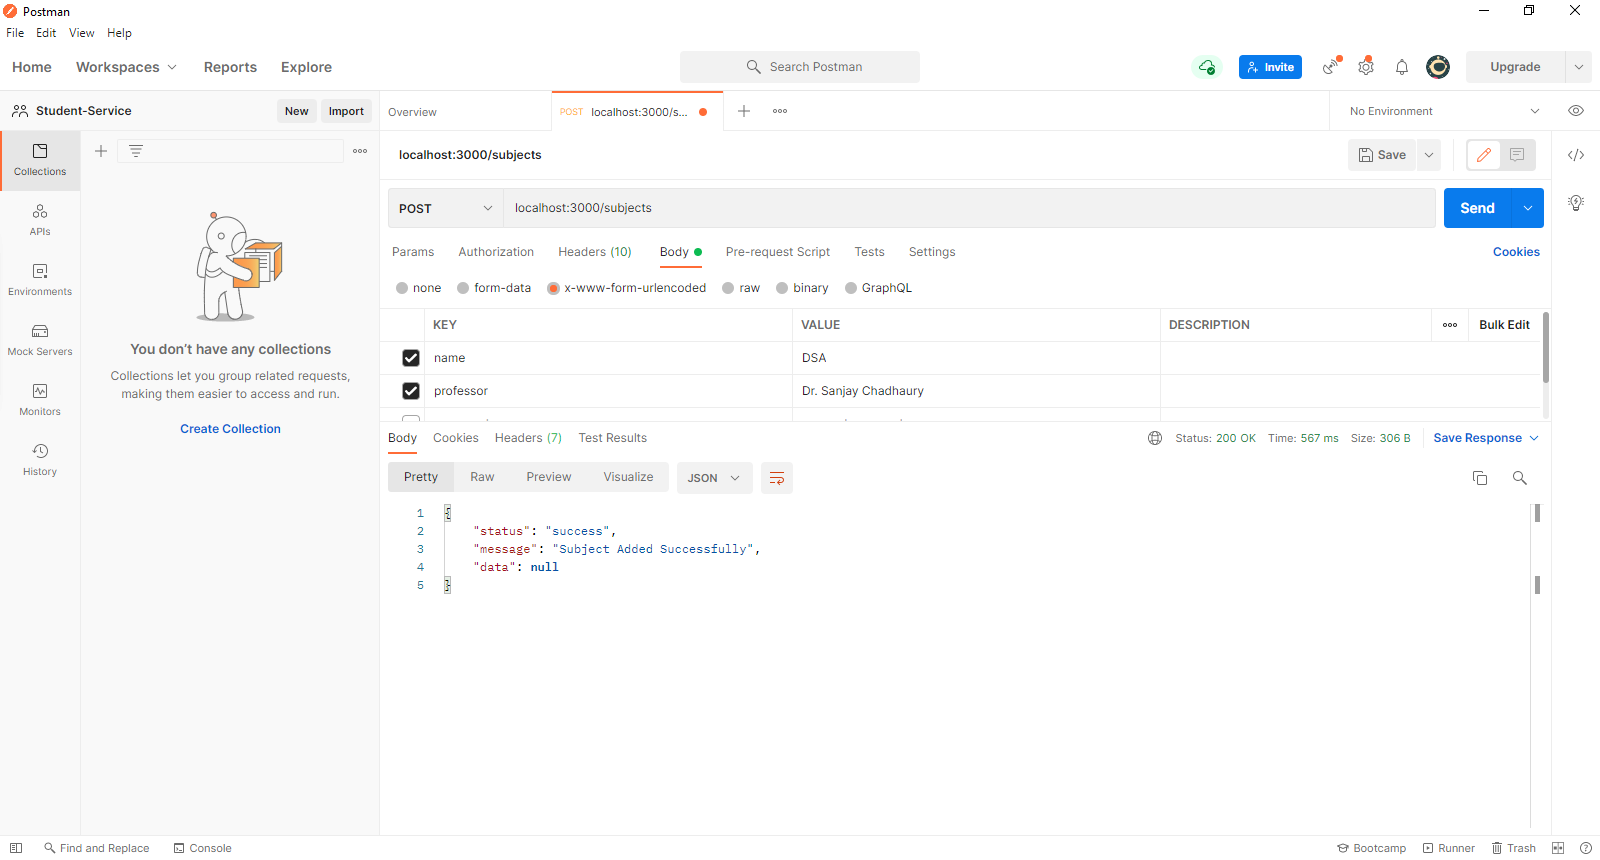 Postman
File Edit View Help
Home Workspaces Reports Explore Search Postman Invite Upgrade
Student-Service New Import Overview POST localhost:3000/s... No Environment
Collections
APIs
Environments
Mock Servers
Monitors
History
You don't have any collections
Collections let you group related requests,
making them easier to access and run.
Create Collection
localhost:3000/subjects Save
POST localhost:3000/subjects Send
Params Authorization Headers (10) Body Pre-request Script Tests Settings Cookies
none form-data x-www-form-urlencoded raw binary GraphQL
KEY VALUE DESCRIPTION Bulk Edit
name DSA
professor Dr. Sanjay Chadhaury
Body Cookies Headers (7) Test Results Status: 200 OK Time: 567 ms Size: 306 B Save Response
Pretty Raw Preview Visualize JSON
1 {
2 "status": "success",
3 "message": "Subject Added Successfully",
4 "data": null
5 }
Find and Replace Console Bootcamp Runner Trash